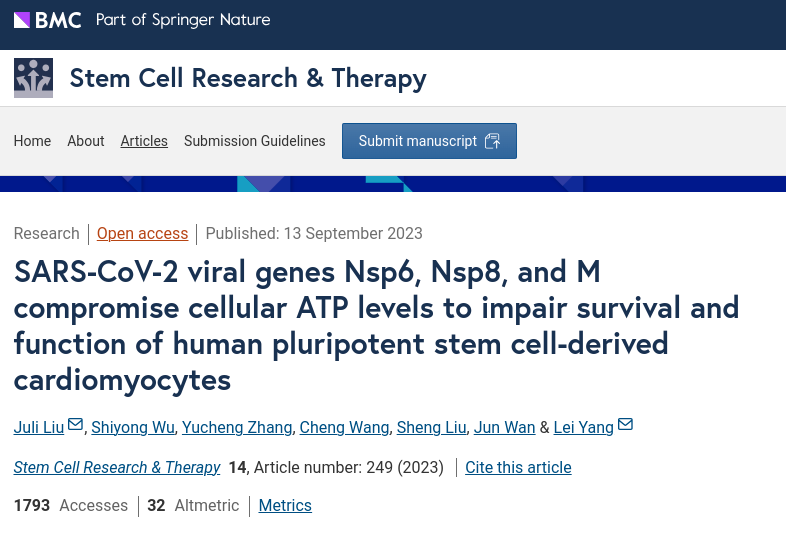 BMC Part of Springer Nature
Stem Cell Research & Therapy
Home About Articles Submission Guidelines Submit manuscript
Research Open access Published: 13 September 2023
SARS-CoV-2 viral genes Nsp6, Nsp8, and M
compromise cellular ATP levels to impair survival and
function of human pluripotent stem cell-derived
cardiomyocytes
Juli Liu, Shiyong Wu, Yucheng Zhang, Cheng Wang, Sheng Liu, Jun Wan & Lei Yang
Stem Cell Research & Therapy 14, Article number: 249 (2023) Cite this article
1793 Accesses 32 Altmetric Metrics